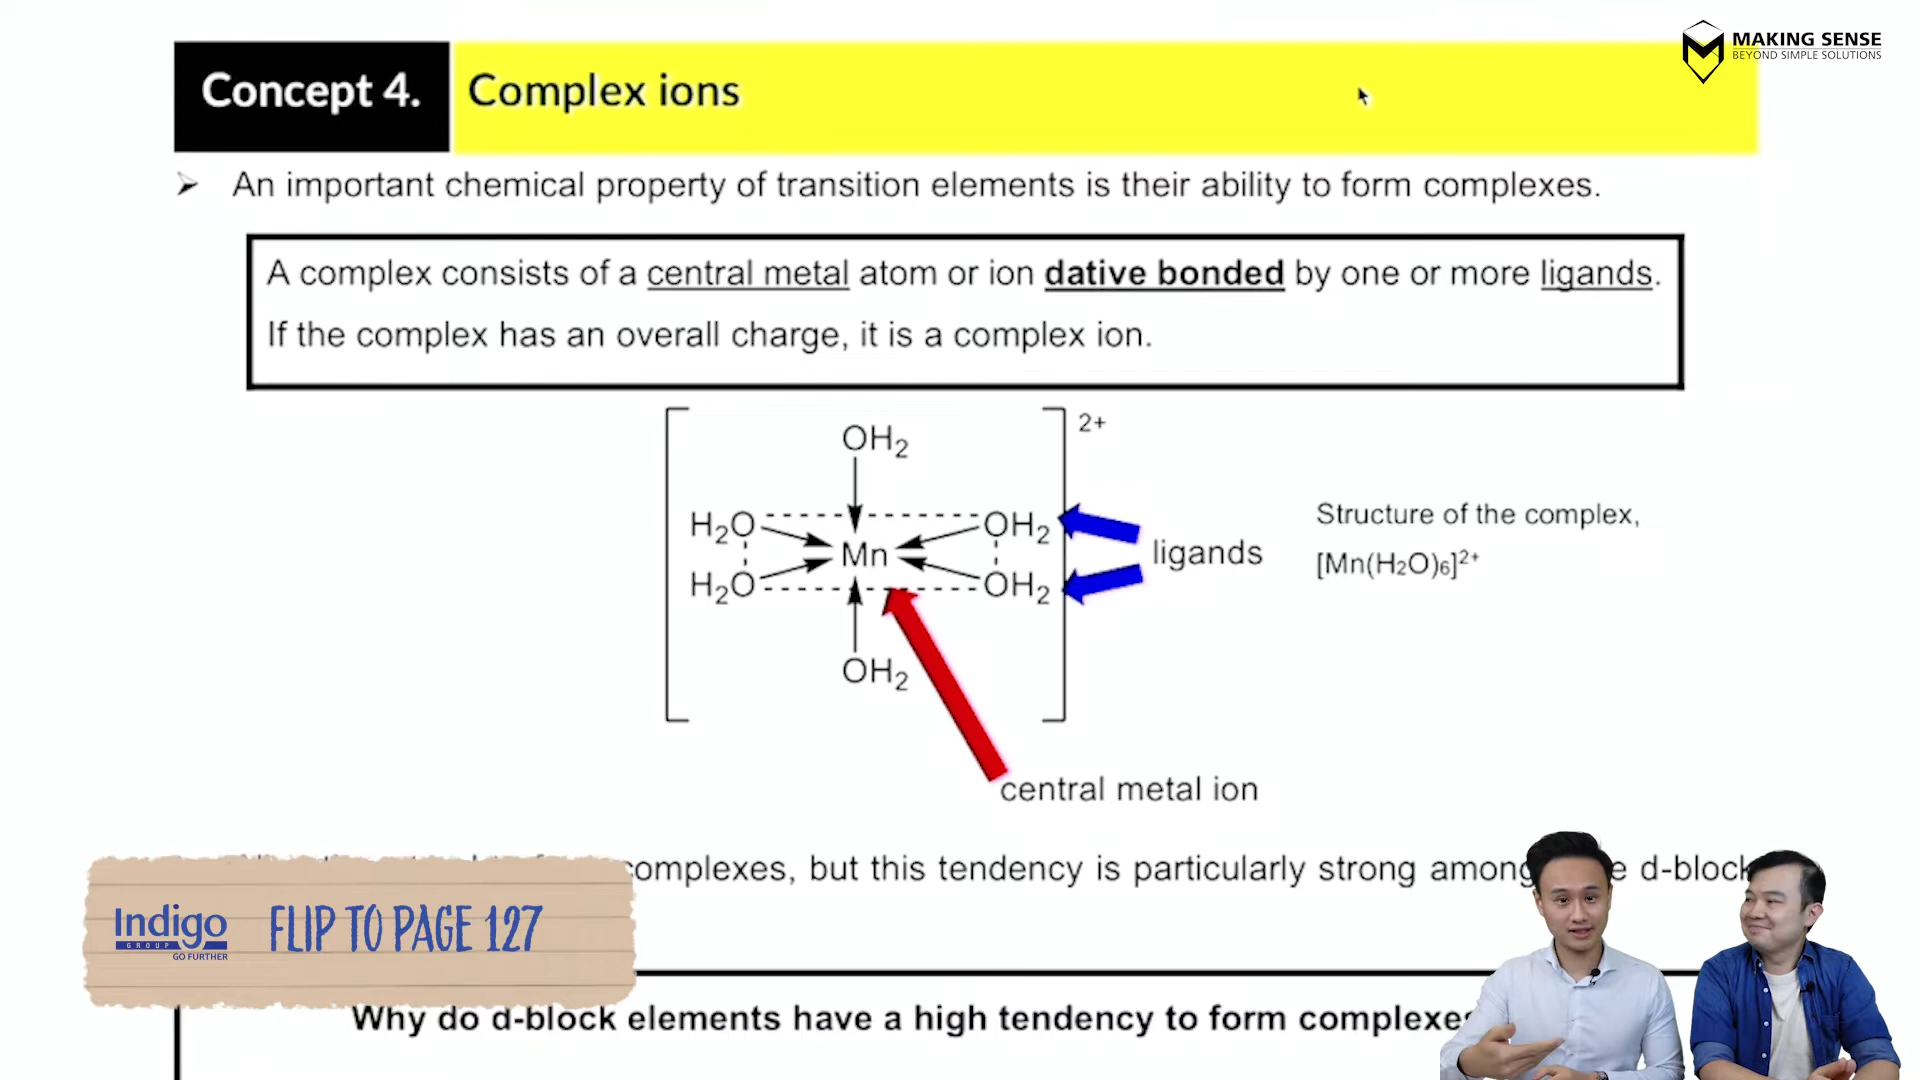 MAKING SENSE
BEYOND SIMPLE SOLUTIONS
Concept 4. Complex ions
➢ An important chemical property of transition elements is their ability to form complexes.
A complex consists of a central metal atom or ion dative bonded by one or more ligands.
If the complex has an overall charge, it is a complex ion.
2+
OH₂
H₂O OH₂
Mn
H₂O OH₂
OH₂
ligands
Structure of the complex,
[Mn(H₂O)₆]²⁺
central metal ion
complexes, but this tendency is particularly strong among d-block
Indigo
GROUP
GO FURTHER
FLIP TO PAGE 127
Why do d-block elements have a high tendency to form complexes